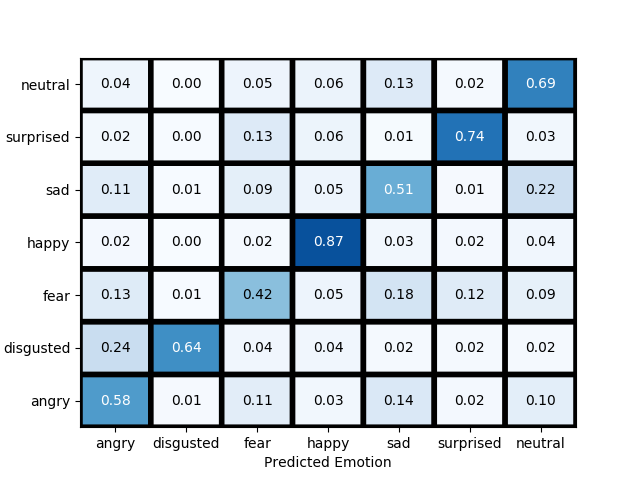 neutral 0.04 0.00 0.05 0.06 0.13 0.02 0.69
surprised 0.02 0.00 0.13 0.06 0.01 0.74 0.03
sad 0.11 0.01 0.09 0.05 0.51 0.01 0.22
happy 0.02 0.00 0.02 0.87 0.03 0.02 0.04
fear 0.13 0.01 0.42 0.05 0.18 0.12 0.09
disgusted 0.24 0.64 0.04 0.04 0.02 0.02 0.02
angry 0.58 0.01 0.11 0.03 0.14 0.02 0.10
angry disgusted fear happy sad surprised neutral
Predicted Emotion